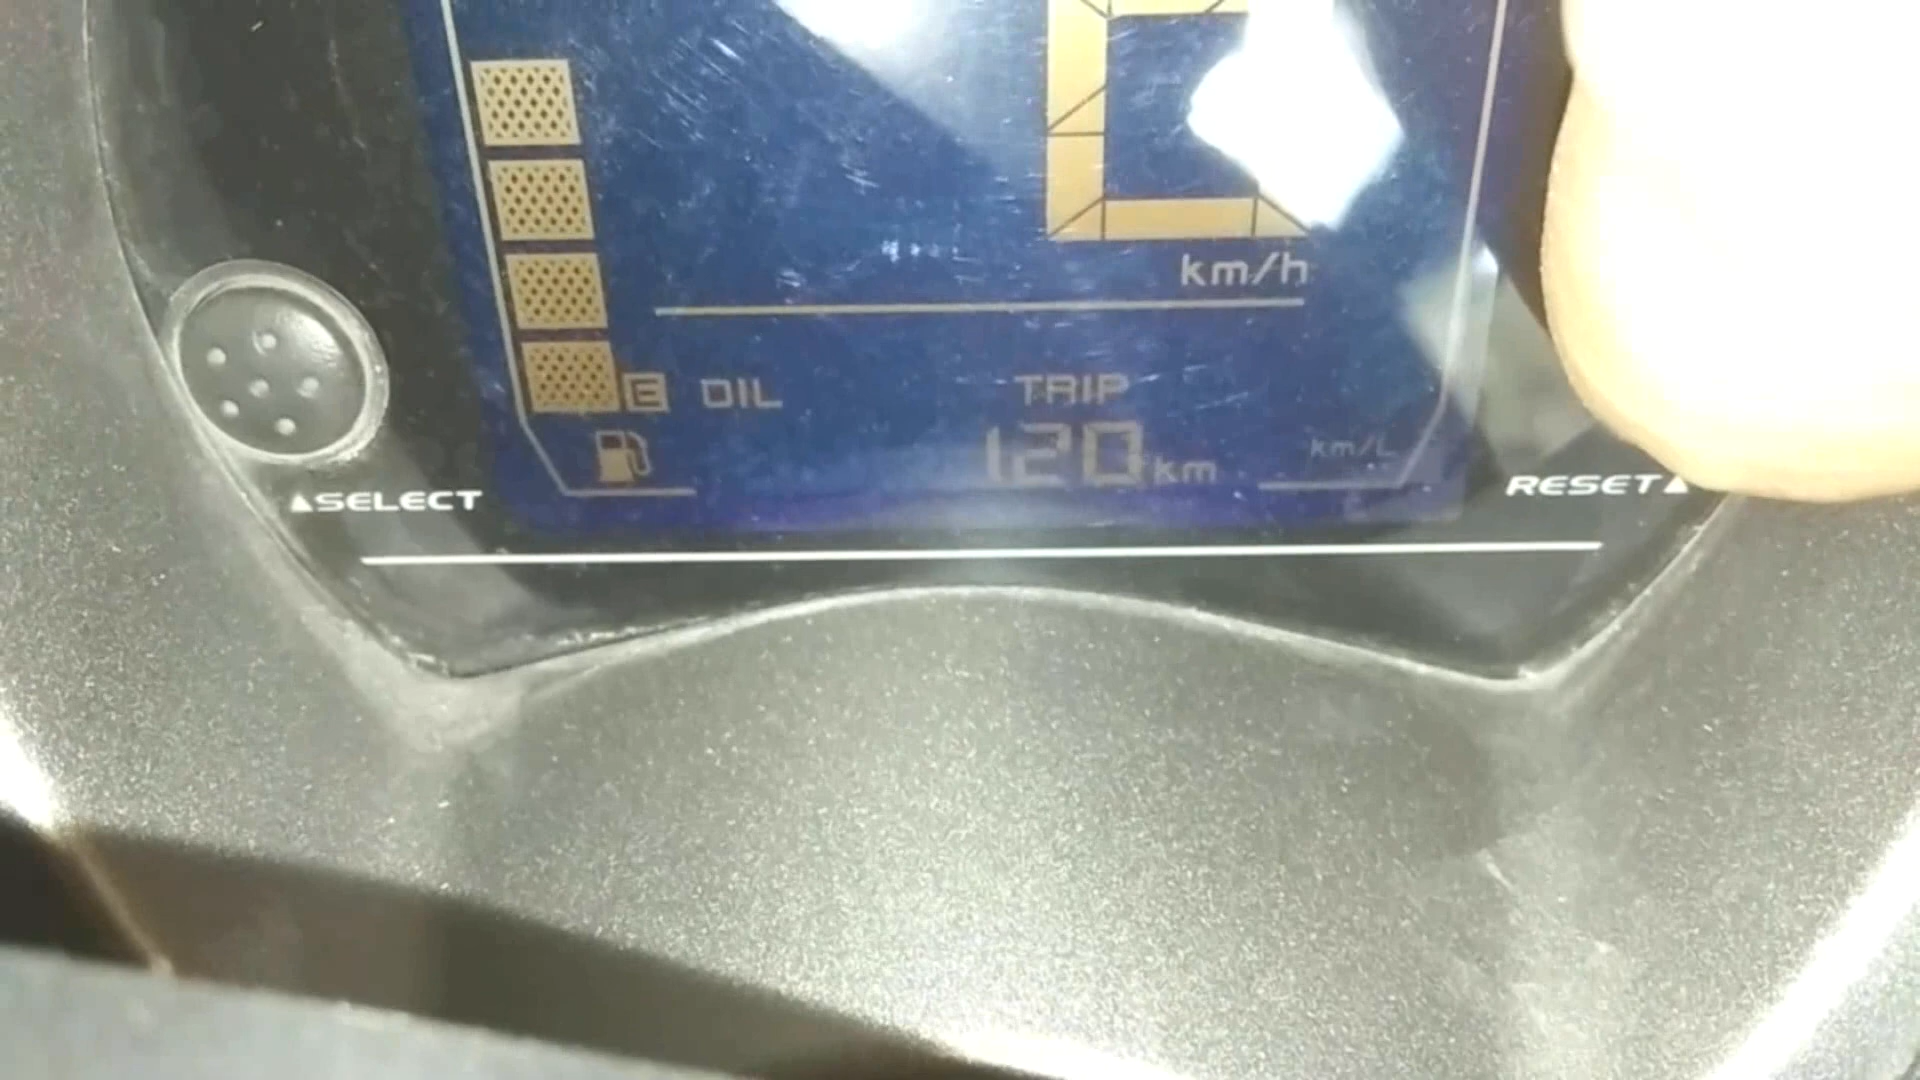 km/h
E OIL TRIP
120 km km/L
▲SELECT RESET▲